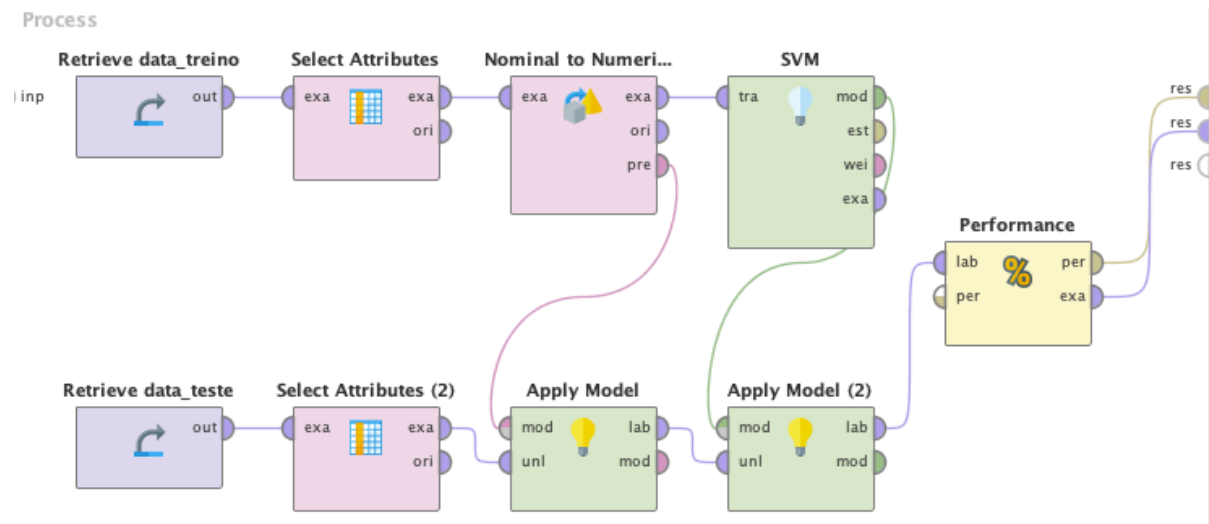 Process
Retrieve data_treino
Select Attributes
Nominal to Numeri...
SVM
inp
out
exa
exa
ori
exa
exa
ori
pre
tra
mod
est
wei
exa
res
res
res
Performance
lab
per
per
exa
Retrieve data_teste
Select Attributes (2)
Apply Model
Apply Model (2)
out
exa
exa
ori
mod
unl
lab
mod
mod
unl
lab
mod
%